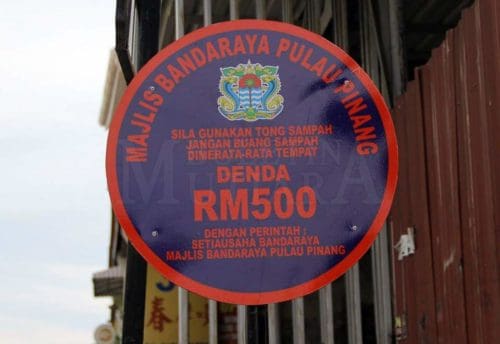 MAJLIS BANDARAYA PULAU PINANG
SILA GUNAKAN TONG SAMPAH
JANGAN BUANG SAMPAH
DIMERATA-RATA TEMPAT
DENDA
RM500
DENGAN PERINTAH :
SETIAUSAHA BANDARAYA
MAJLIS BANDARAYA PULAU PINANG
春